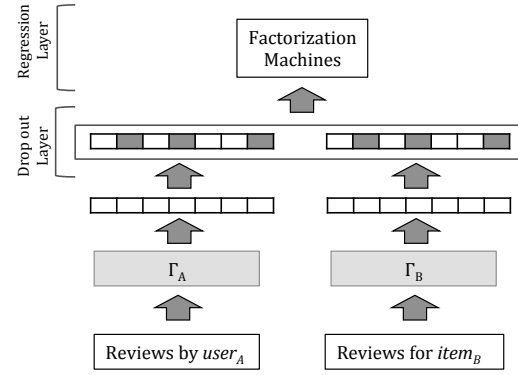 Regression
Layer
Factorization
Machines
Drop out
Layer
Γ_A
Γ_B
Reviews by user_A
Reviews for item_B